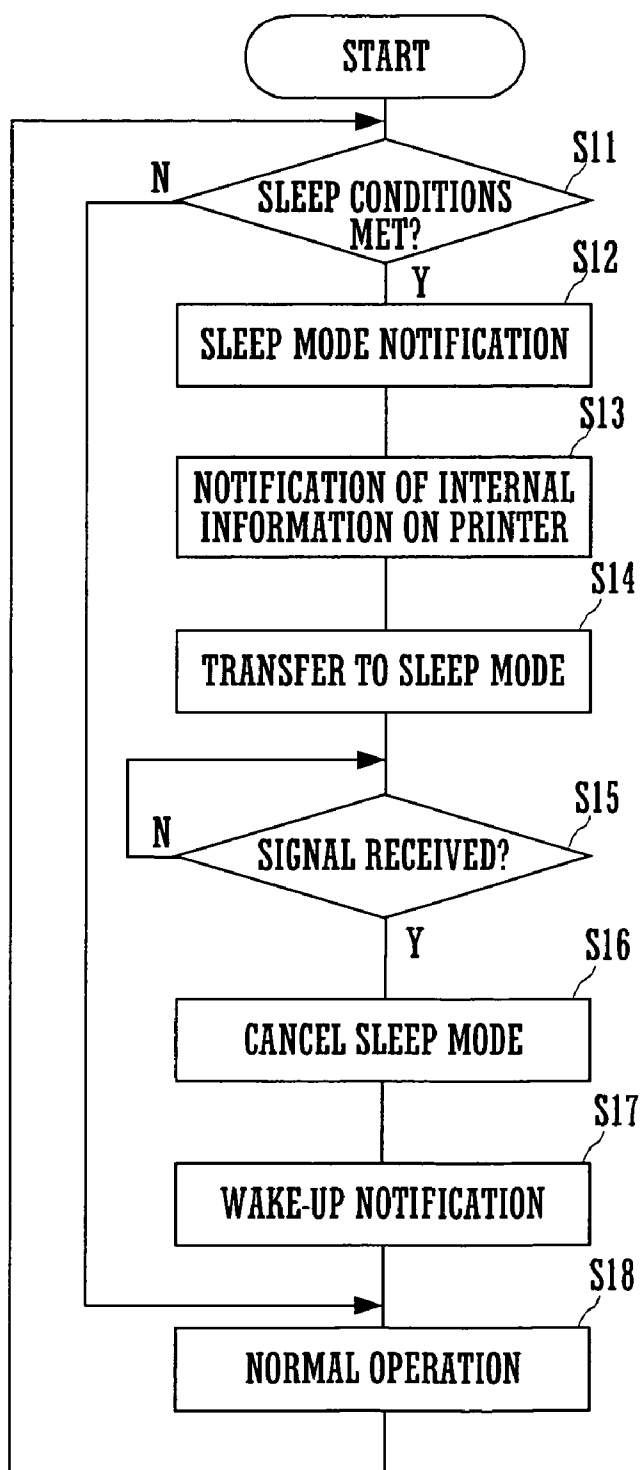 START
S11
N
SLEEP CONDITIONS
MET?
S12
Y
SLEEP MODE NOTIFICATION
S13
NOTIFICATION OF INTERNAL
INFORMATION ON PRINTER
S14
TRANSFER TO SLEEP MODE
S15
N
SIGNAL RECEIVED?
Y
S16
CANCEL SLEEP MODE
S17
WAKE-UP NOTIFICATION
S18
NORMAL OPERATION